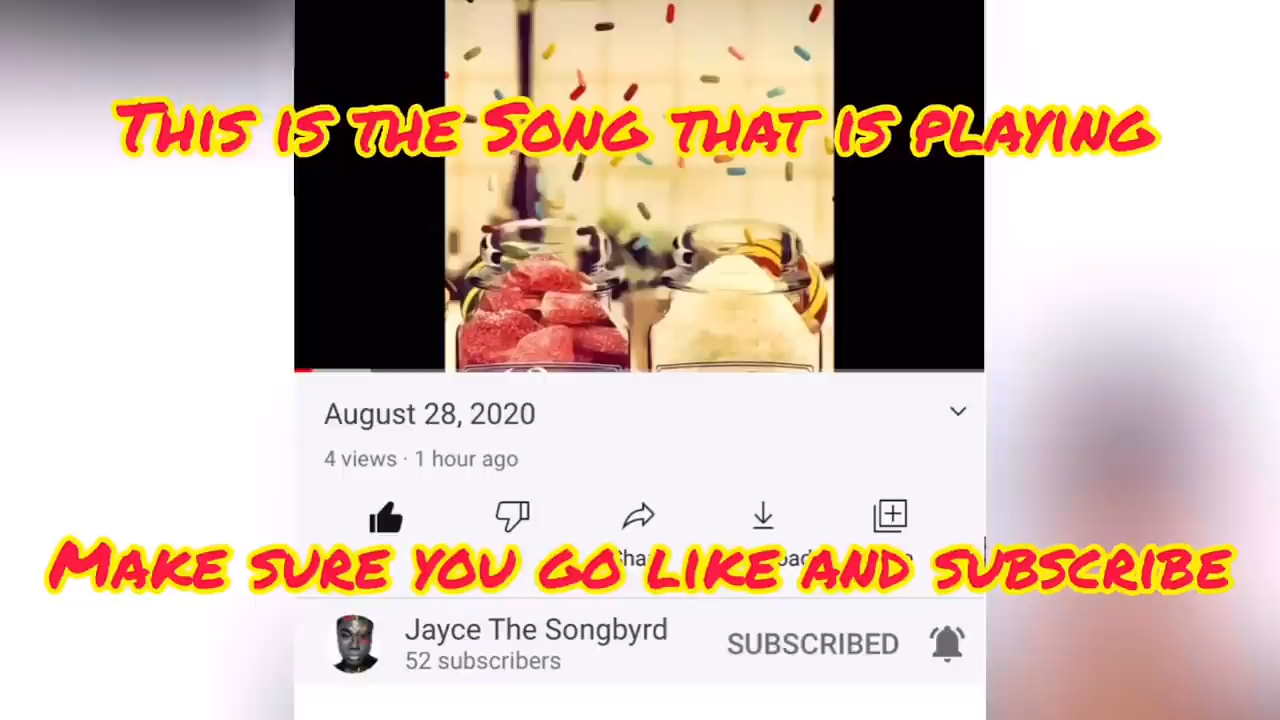 This is the Song that is playing
August 28, 2020
4 views · 1 hour ago
Make sure you go like and subscribe
Jayce The Songbyrd
52 subscribers
SUBSCRIBED